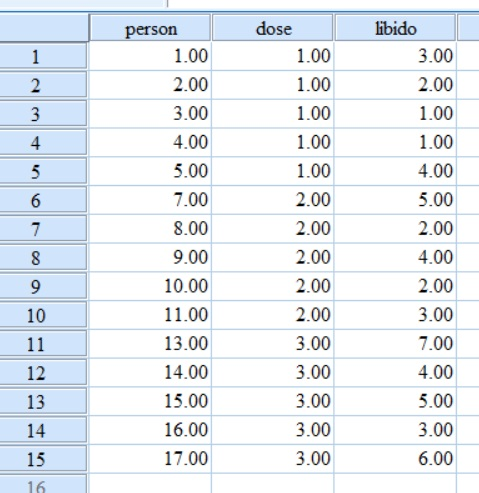 person dose libido
1 1.00 1.00 3.00
2 2.00 1.00 2.00
3 3.00 1.00 1.00
4 4.00 1.00 1.00
5 5.00 1.00 4.00
6 7.00 2.00 5.00
7 8.00 2.00 2.00
8 9.00 2.00 4.00
9 10.00 2.00 2.00
10 11.00 2.00 3.00
11 13.00 3.00 7.00
12 14.00 3.00 4.00
13 15.00 3.00 5.00
14 16.00 3.00 3.00
15 17.00 3.00 6.00
16